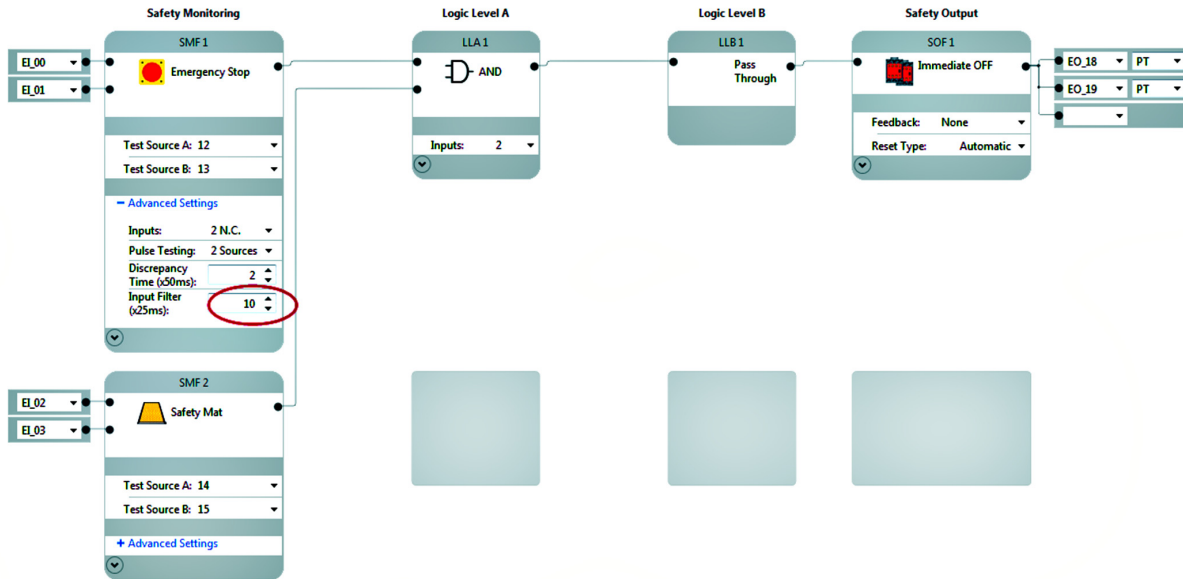 Safety Monitoring
Logic Level A
Logic Level B
Safety Output
SMF 1
EI_00
EI_01
Emergency Stop
Test Source A: 12
Test Source B: 13
− Advanced Settings
Inputs: 2 N.C.
Pulse Testing: 2 Sources
Discrepancy
Time (x50ms): 2
Input Filter
(x25ms): 10
LLA 1
AND
Inputs: 2
LLB 1
Pass
Through
SOF 1
Immediate OFF
Feedback: None
Reset Type: Automatic
EO_18 PT
EO_19 PT
SMF 2
EI_02
EI_03
Safety Mat
Test Source A: 14
Test Source B: 15
+ Advanced Settings